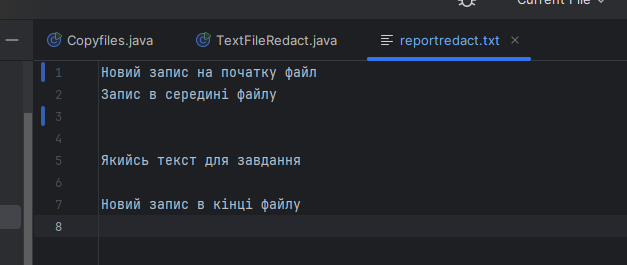 Current File
Copyfiles.java
TextFileRedact.java
reportredact.txt
1 Новий запис на початку файл
2 Запис в середині файлу
3
4
5 Якийсь текст для завдання
6
7 Новий запис в кінці файлу
8